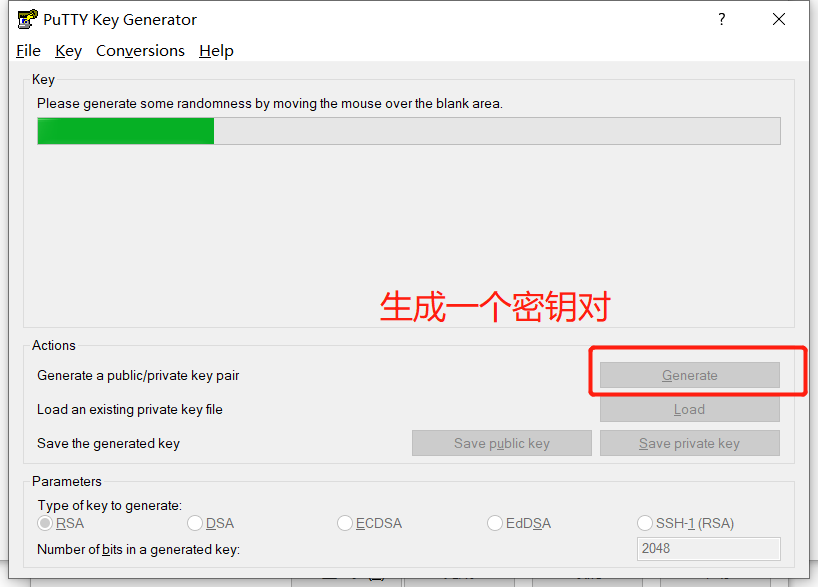 PuTTY Key Generator
File Key Conversions Help
Key
Please generate some randomness by moving the mouse over the blank area.
生成一个密钥对
Actions
Generate a public/private key pair Generate
Load an existing private key file Load
Save the generated key Save public key Save private key
Parameters
Type of key to generate:
RSA DSA ECDSA EdDSA SSH-1 (RSA)
Number of bits in a generated key: 2048